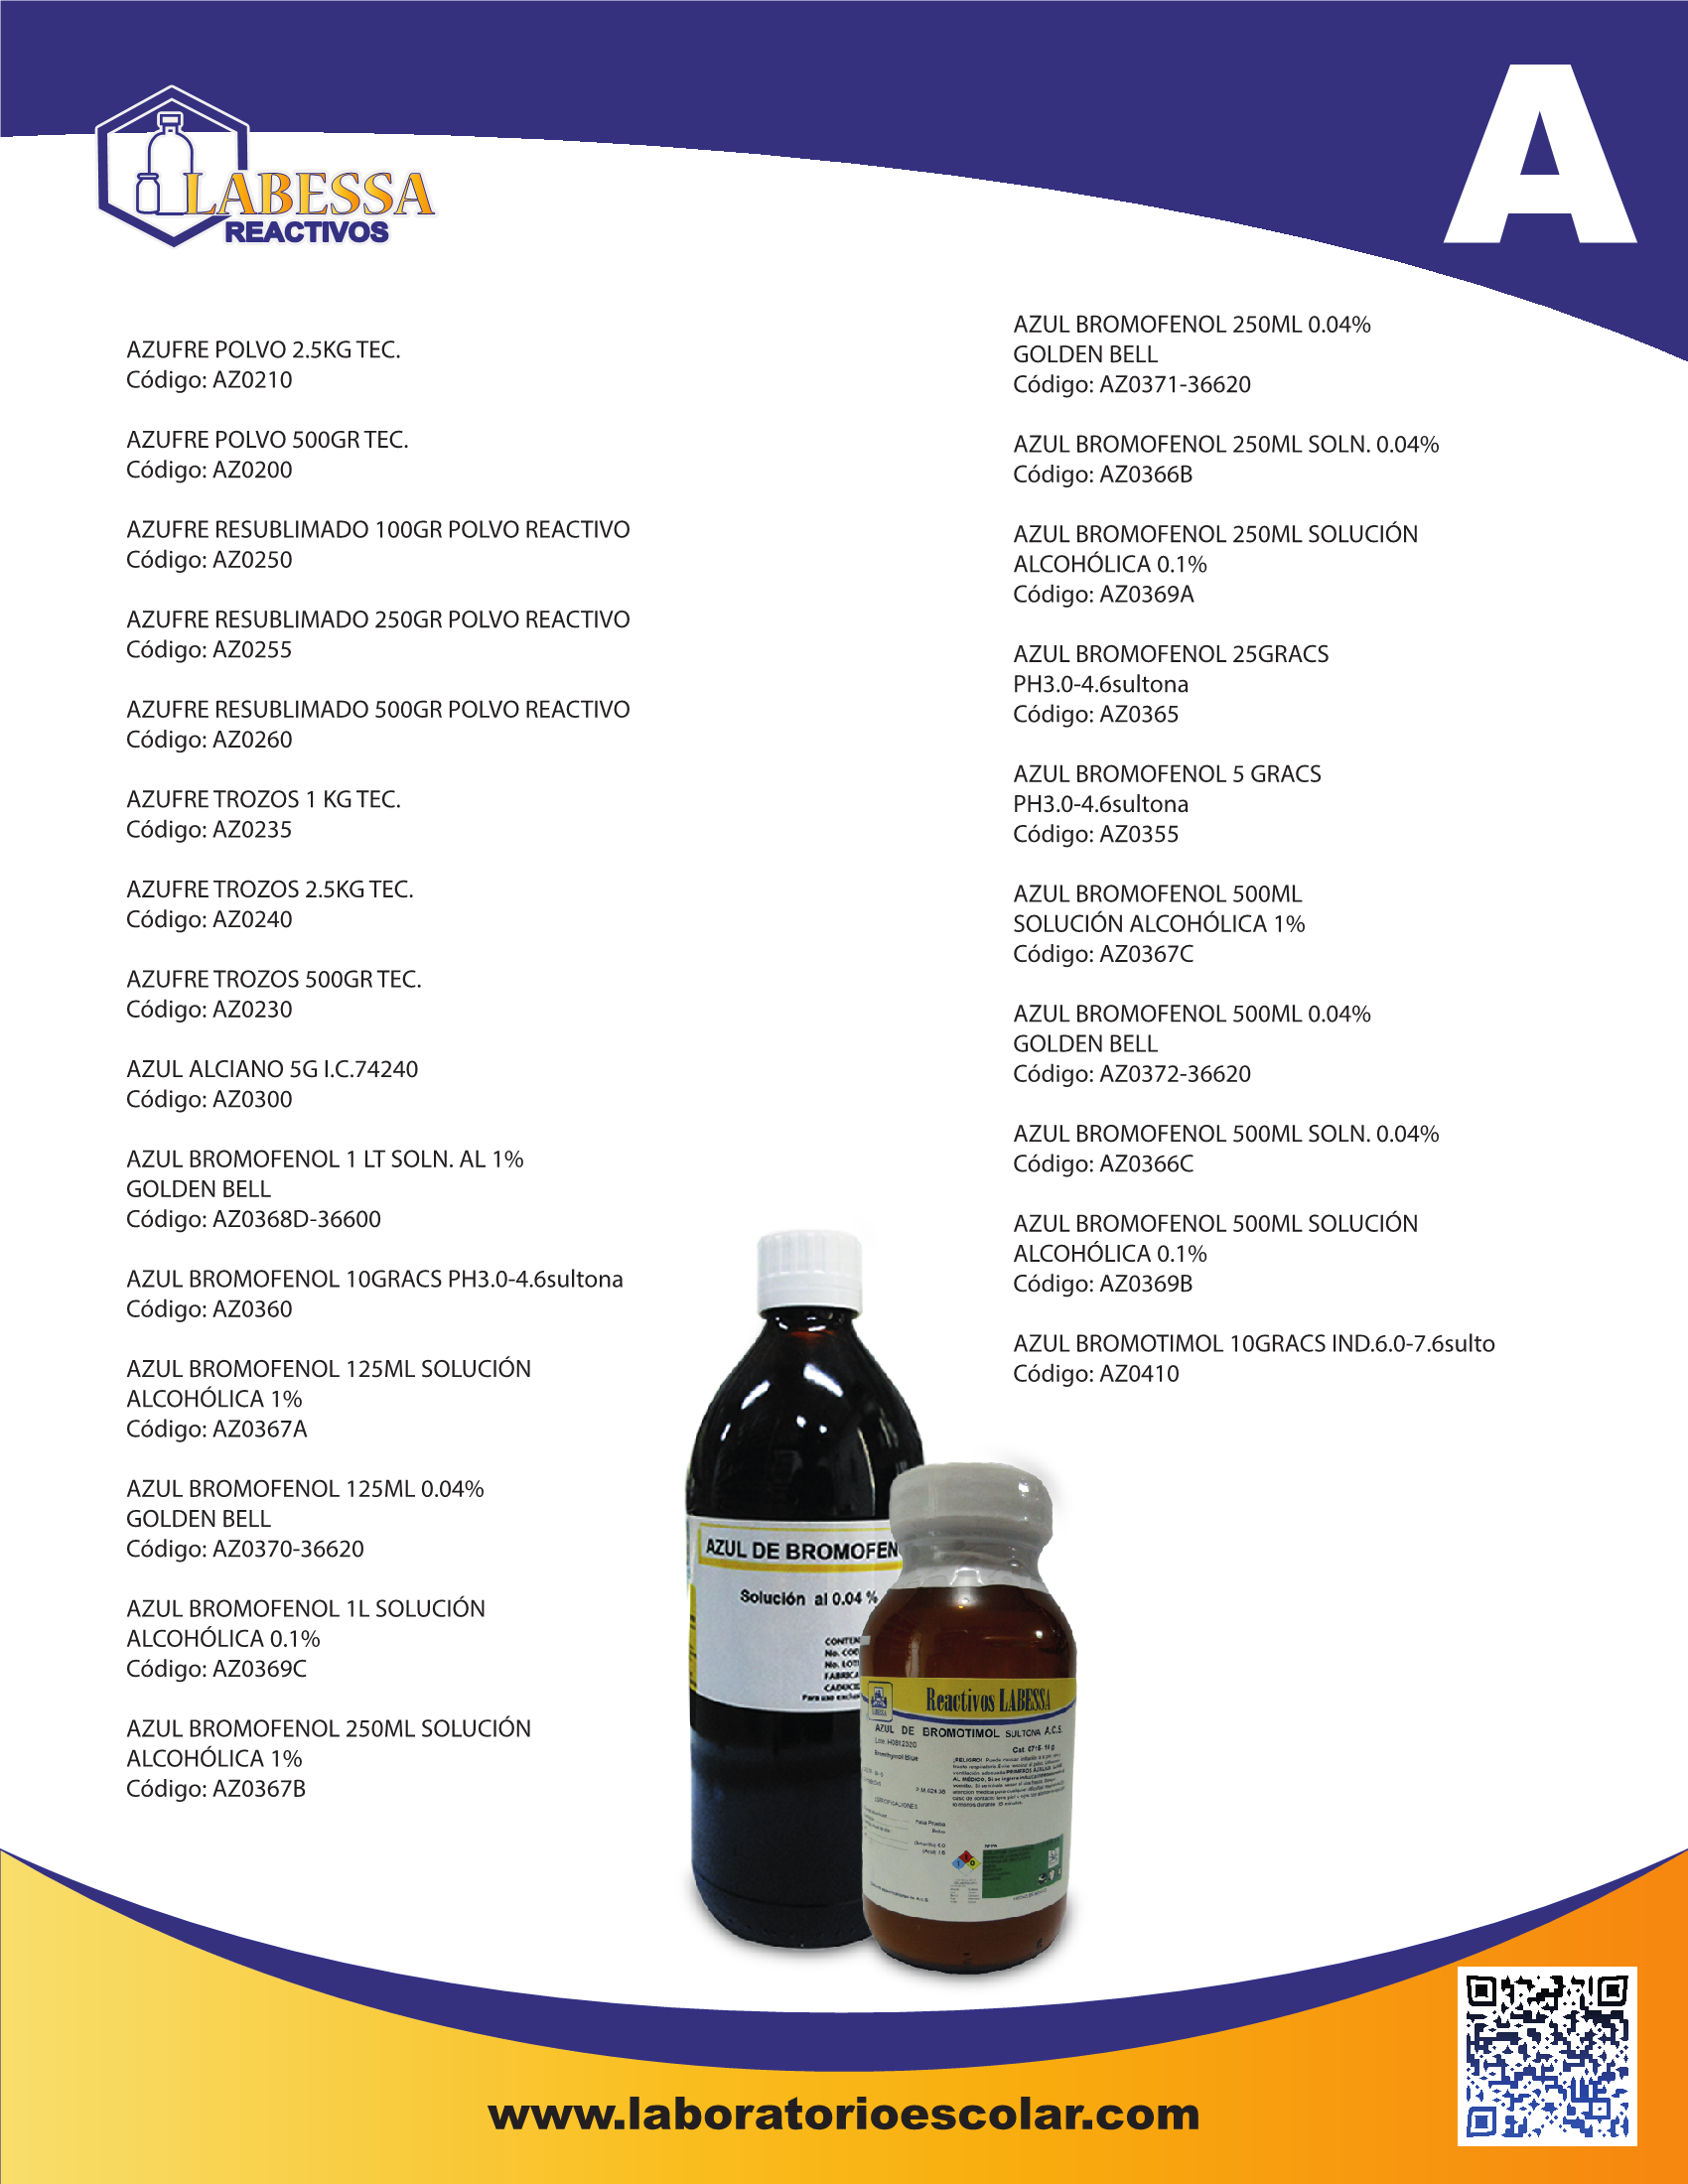 A
LABESSA
REACTIVOS
AZUFRE POLVO 2.5KG TEC.
Código: AZ0210
AZUFRE POLVO 500GR TEC.
Código: AZ0200
AZUFRE RESUBLIMADO 100GR POLVO REACTIVO
Código: AZ0250
AZUFRE RESUBLIMADO 250GR POLVO REACTIVO
Código: AZ0255
AZUFRE RESUBLIMADO 500GR POLVO REACTIVO
Código: AZ0260
AZUFRE TROZOS 1 KG TEC.
Código: AZ0235
AZUFRE TROZOS 2.5KG TEC.
Código: AZ0240
AZUFRE TROZOS 500GR TEC.
Código: AZ0230
AZUL ALCIANO 5G I.C.74240
Código: AZ0300
AZUL BROMOFENOL 1 LT SOLN. AL 1%
GOLDEN BELL
Código: AZ0368D-36600
AZUL BROMOFENOL 10GRACS PH3.0-4.6sultona
Código: AZ0360
AZUL BROMOFENOL 125ML SOLUCIÓN
ALCOHÓLICA 1%
Código: AZ0367A
AZUL BROMOFENOL 125ML 0.04%
GOLDEN BELL
Código: AZ0370-36620
AZUL BROMOFENOL 1L SOLUCIÓN
ALCOHÓLICA 0.1%
Código: AZ0369C
AZUL BROMOFENOL 250ML SOLUCIÓN
ALCOHÓLICA 1%
Código: AZ0367B
AZUL BROMOFENOL 250ML 0.04%
GOLDEN BELL
Código: AZ0371-36620
AZUL BROMOFENOL 250ML SOLN. 0.04%
Código: AZ0366B
AZUL BROMOFENOL 250ML SOLUCIÓN
ALCOHÓLICA 0.1%
Código: AZ0369A
AZUL BROMOFENOL 25GRACS
PH3.0-4.6sultona
Código: AZ0365
AZUL BROMOFENOL 5 GRACS
PH3.0-4.6sultona
Código: AZ0355
AZUL BROMOFENOL 500ML
SOLUCIÓN ALCOHÓLICA 1%
Código: AZ0367C
AZUL BROMOFENOL 500ML 0.04%
GOLDEN BELL
Código: AZ0372-36620
AZUL BROMOFENOL 500ML SOLN. 0.04%
Código: AZ0366C
AZUL BROMOFENOL 500ML SOLUCIÓN
ALCOHÓLICA 0.1%
Código: AZ0369B
AZUL BROMOTIMOL 10GRACS IND.6.0-7.6sulto
Código: AZ0410
AZUL DE BROMOFEN
Solución al 0.04 %
Reactivos LABESSA
AZUL DE BROMOTIMOL SULTONA A.C.S.
www.laboratorioescolar.com